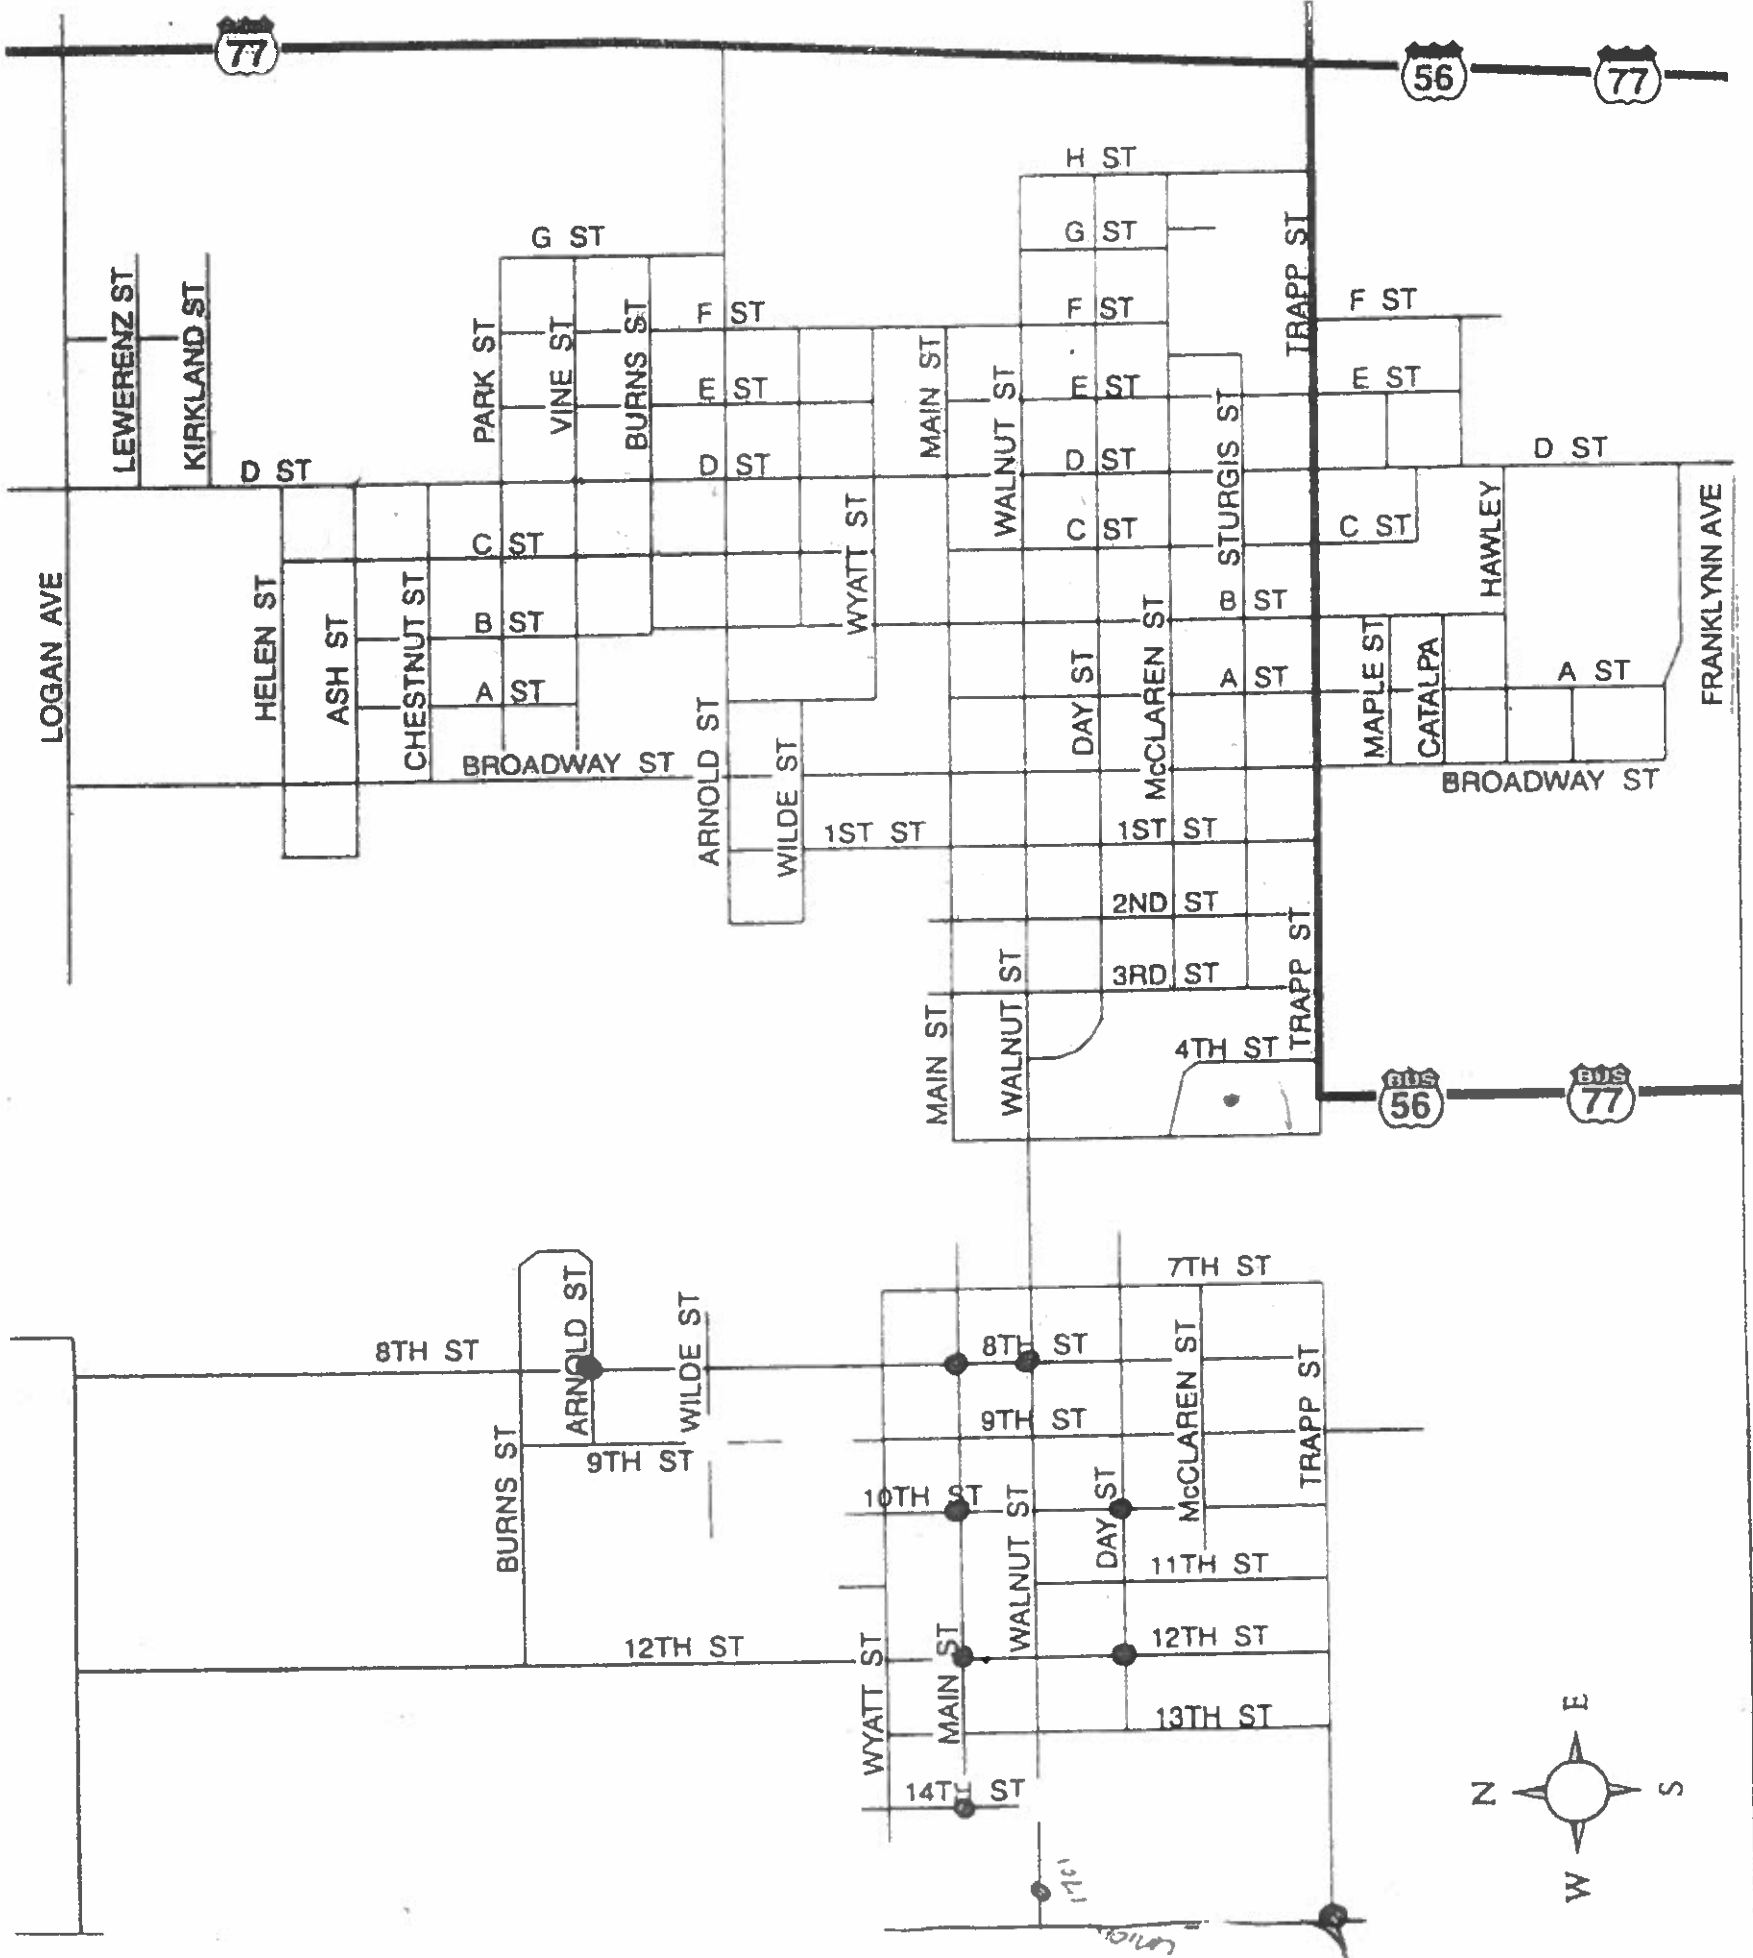 77
56
77
H ST
G ST
G ST
TRAPP ST
LEWERENZ ST
KIRKLAND ST
PARK ST
VINE ST
BURNS ST
F ST
F ST
F ST
MAIN ST
WALNUT ST
E ST
E ST
E ST
STURGIS ST
D ST
D ST
D ST
D ST
WYATT ST
C ST
C ST
C ST
HAWLEY
FRANKLYNN AVE
LOGAN AVE
HELEN ST
ASH ST
CHESTNUT ST
B ST
B ST
DAY ST
McCLAREN ST
MAPLE ST
CATALPA
A ST
A ST
A ST
BROADWAY ST
BROADWAY ST
ARNOLD ST
WILDE ST
1ST ST
1ST ST
2ND ST
3RD ST
TRAPP ST
MAIN ST
WALNUT ST
4TH ST
BUS
56
BUS
77
7TH ST
ARNOLD ST
WILDE ST
8TH ST
8TH ST
McCLAREN ST
TRAPP ST
9TH ST
9TH ST
BURNS ST
10TH ST
WALNUT ST
DAY ST
11TH ST
12TH ST
12TH ST
WYATT ST
MAIN ST
13TH ST
14TH ST
E
N
S
W
1701
Union